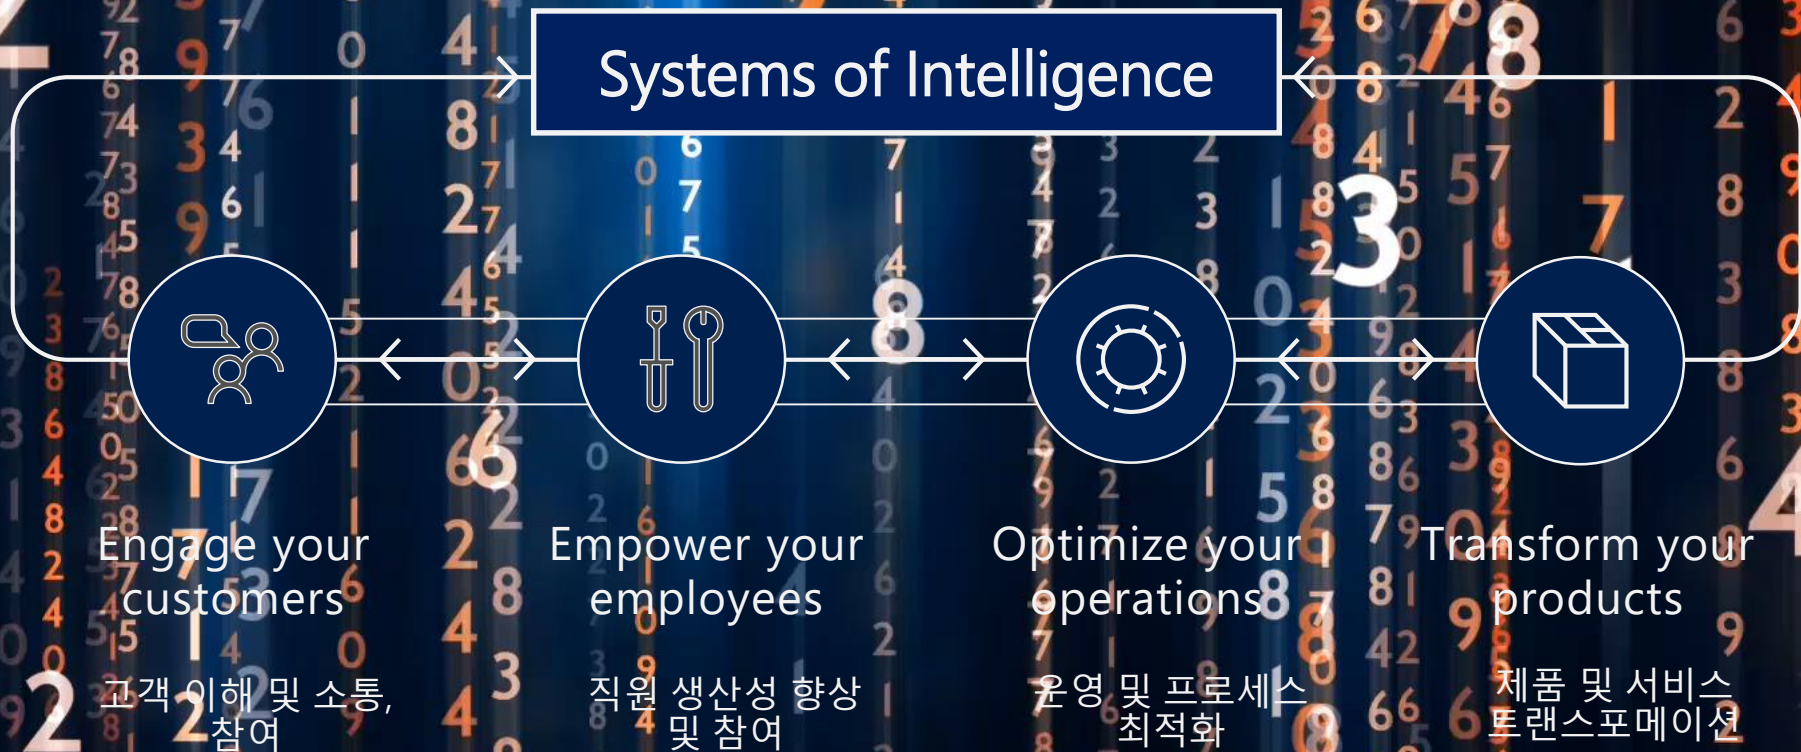 Systems of Intelligence
Engage your
customers
고객 이해 및 소통,
참여
Empower your
employees
직원 생산성 향상
및 참여
Optimize your
operations
운영 및 프로세스
최적화
Transform your
products
제품 및 서비스
트랜스포메이션